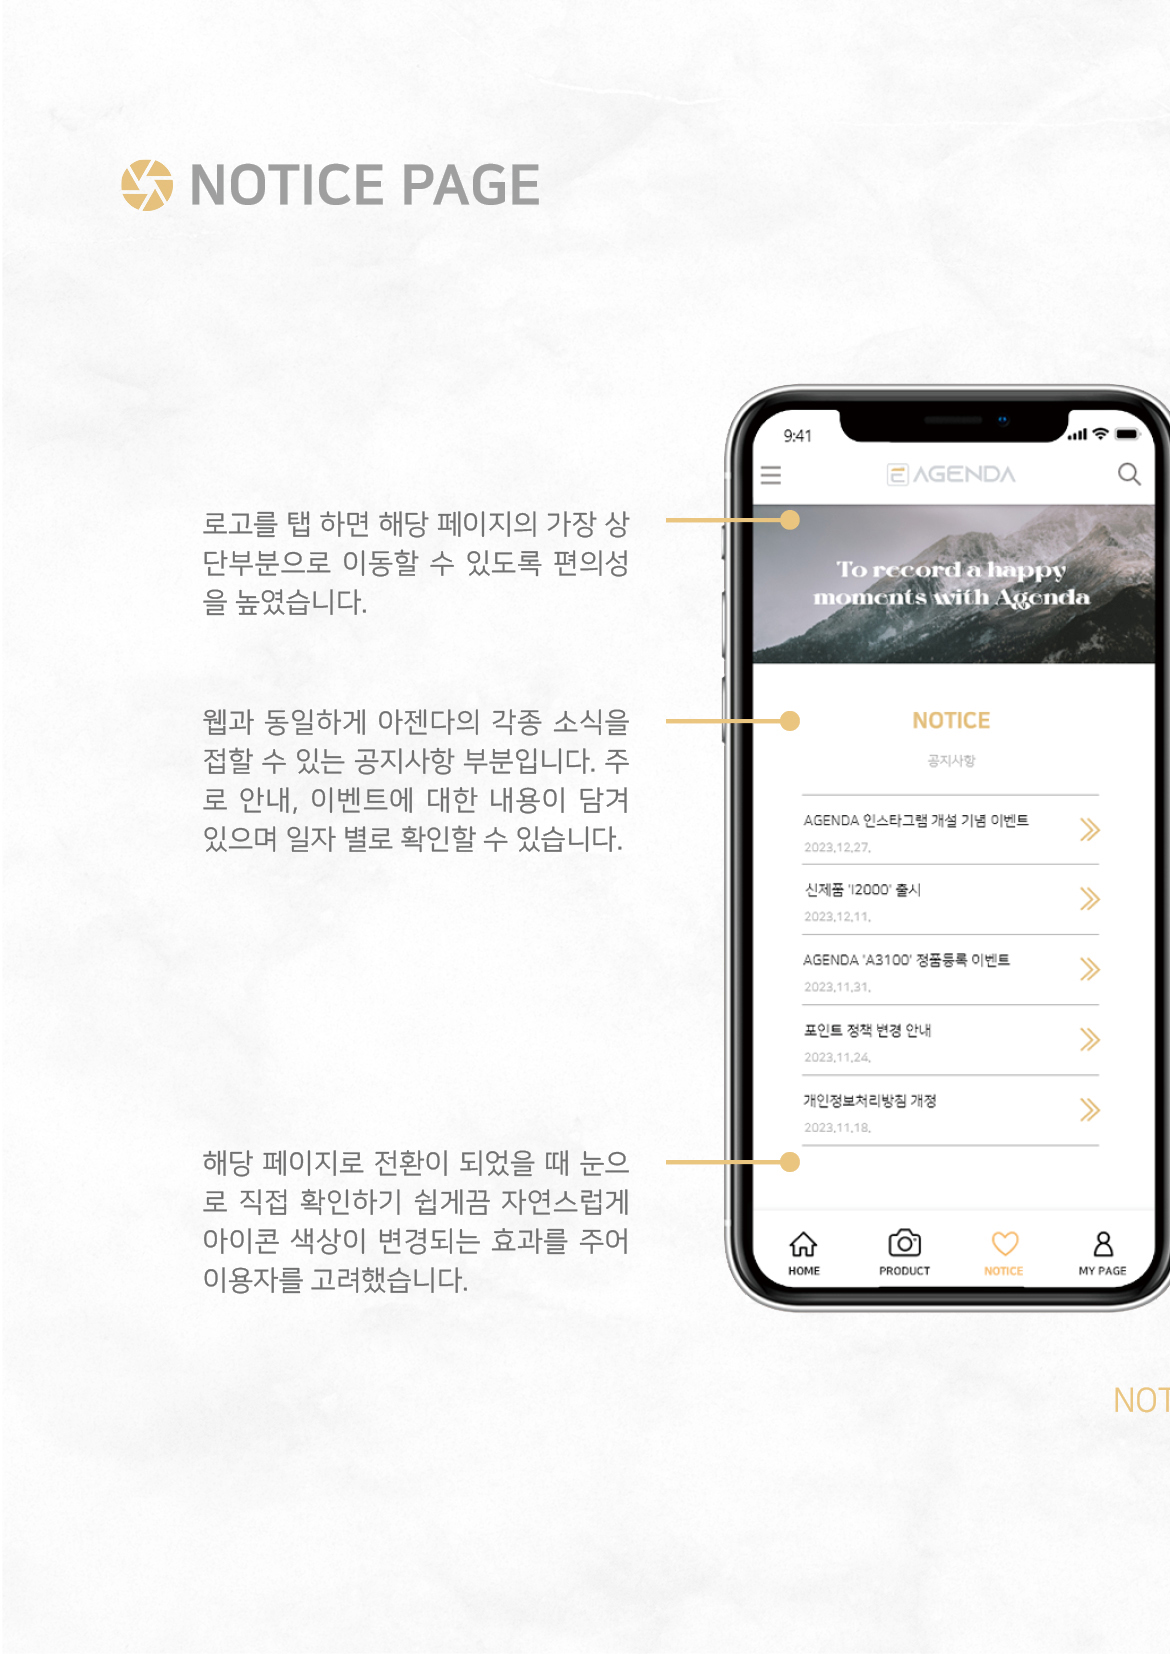 NOTICE PAGE
로고를 탭 하면 해당 페이지의 가장 상
단부분으로 이동할 수 있도록 편의성
을 높였습니다.
웹과 동일하게 아젠다의 각종 소식을
접할 수 있는 공지사항 부분입니다. 주
로 안내, 이벤트에 대한 내용이 담겨
있으며 일자 별로 확인할 수 있습니다.
해당 페이지로 전환이 되었을 때 눈으
로 직접 확인하기 쉽게끔 자연스럽게
아이콘 색상이 변경되는 효과를 주어
이용자를 고려했습니다.
9:41
AGENDA
To record a happy
moments with Agenda
NOTICE
공지사항
AGENDA 인스타그램 개설 기념 이벤트
2023.12.27.
신제품 'I2000' 출시
2023.12.11.
AGENDA 'A3100' 정품등록 이벤트
2023.11.31.
포인트 정책 변경 안내
2023.11.24.
개인정보처리방침 개정
2023.11.18.
HOME PRODUCT NOTICE MY PAGE
NOT